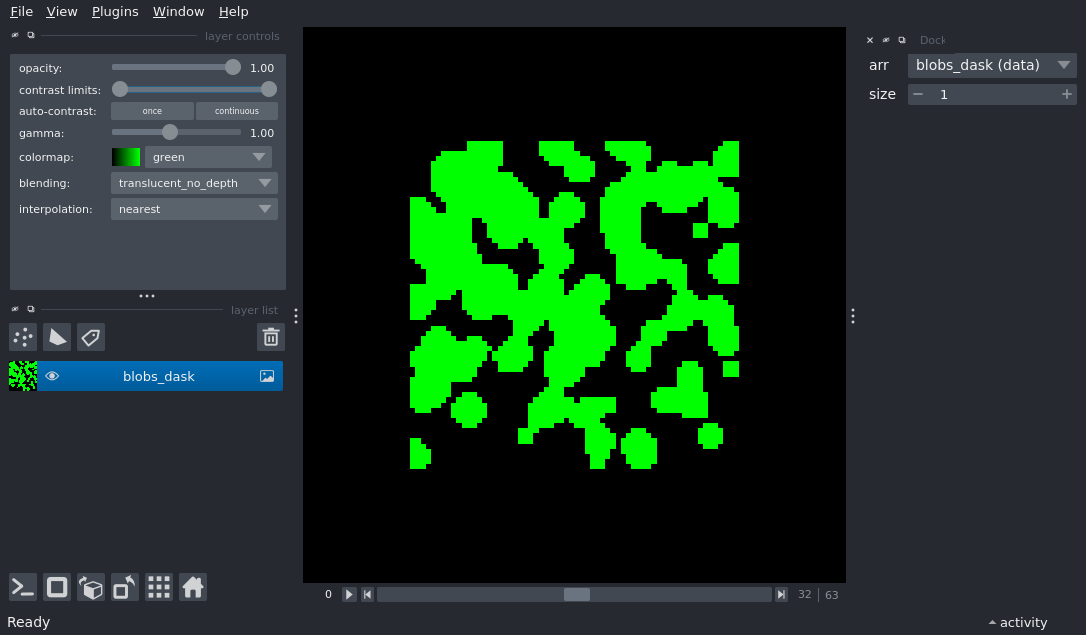 File View Plugins Window Help
layer controls
opacity: 1.00
contrast limits:
auto-contrast: once continuous
gamma: 1.00
colormap: green
blending: translucent_no_depth
interpolation: nearest
layer list
blobs_dask
0 32 63
Dock
arr blobs_dask (data)
size 1
Ready
activity